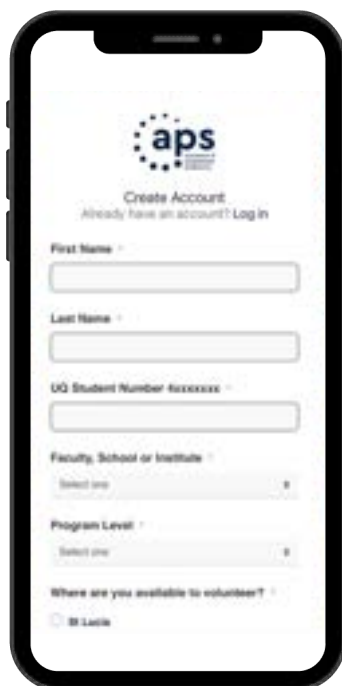 aps
Create Account
Already have an account? Log in
First Name *
Last Name *
UQ Student Number 4xxxxxxx *
Faculty, School or Institute *
Select one
Program Level *
Select one
Where are you available to volunteer? *
St Lucia